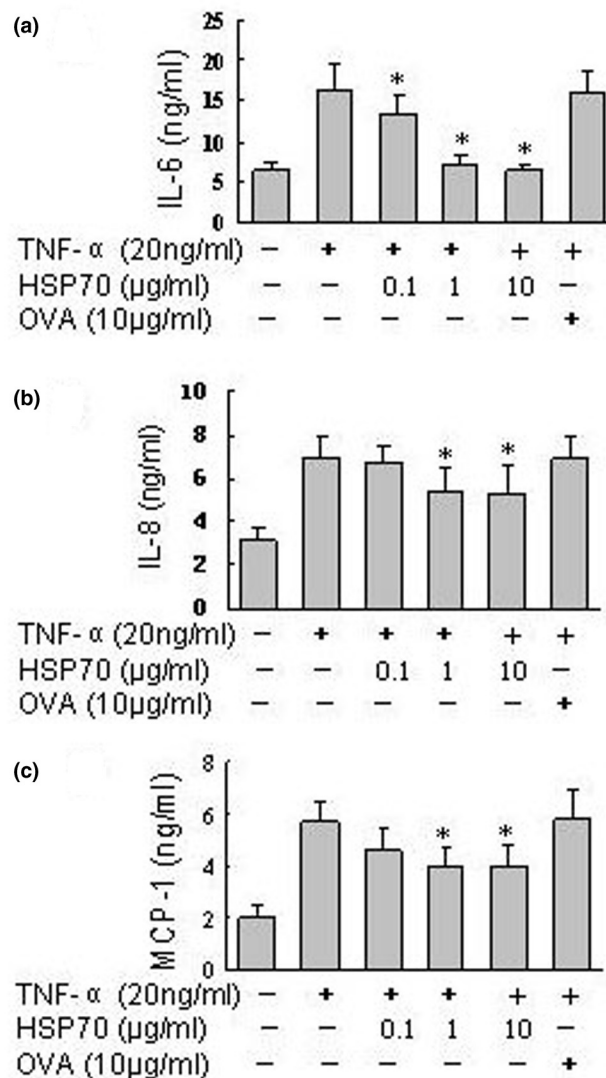 (a)
IL-6 (ng/ml)
25
20
15
10
5
0
* * *
TNF- α (20ng/ml) − + + + + +
HSP70 (µg/ml) − − 0.1 1 10 −
OVA (10µg/ml) − − − − − +
(b)
IL-8 (ng/ml)
10
8
6
4
2
0
* *
TNF- α (20ng/ml) − + + + + +
HSP70 (µg/ml) − − 0.1 1 10 −
OVA (10µg/ml) − − − − − +
(c)
MCP-1 (ng/ml)
8
6
4
2
0
* *
TNF- α (20ng/ml) − + + + + +
HSP70 (µg/ml) − − 0.1 1 10 −
OVA (10µg/ml) − − − − − +